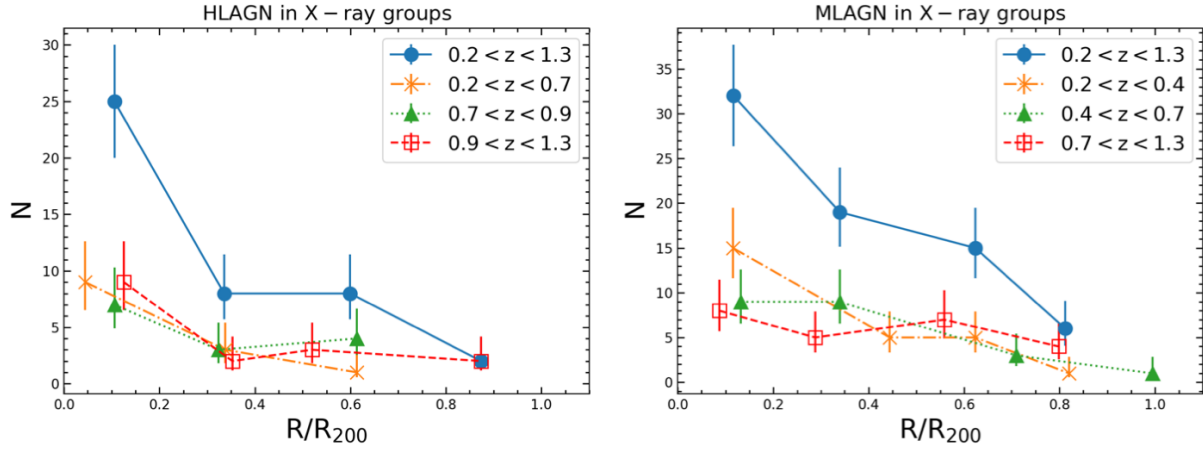 HLAGN in X − ray groups
30
25
20
15
10
5
0
N
0.2 < z < 1.3
0.2 < z < 0.7
0.7 < z < 0.9
0.9 < z < 1.3
0.0 0.2 0.4 0.6 0.8 1.0
R/R200
MLAGN in X − ray groups
35
30
25
20
15
10
5
0
N
0.2 < z < 1.3
0.2 < z < 0.4
0.4 < z < 0.7
0.7 < z < 1.3
0.0 0.2 0.4 0.6 0.8 1.0
R/R200